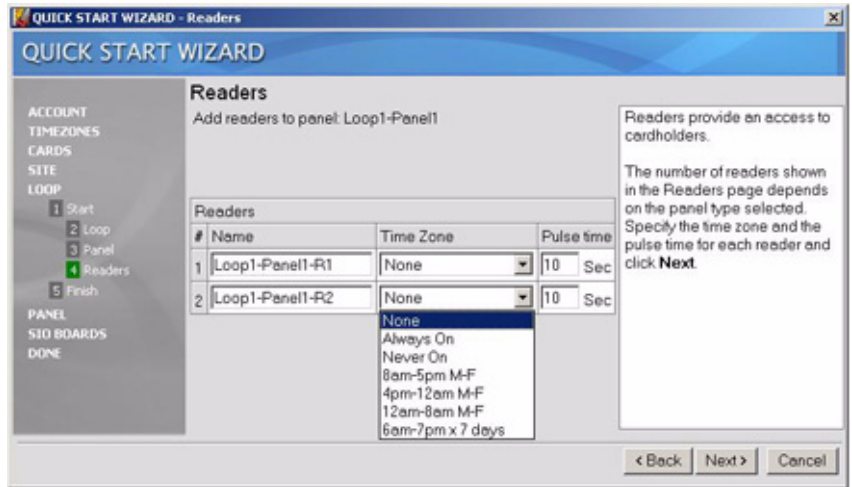 QUICK START WIZARD - Readers
QUICK START WIZARD
ACCOUNT
TIMEZONES
CARDS
SITE
LOOP
1 Start
2 Loop
3 Panel
4 Readers
5 Finish
PANEL
SIO BOARDS
DONE
Readers
Add readers to panel: Loop1-Panel1
Readers
# Name Time Zone Pulse time
1 Loop1-Panel1-R1 None 10 Sec
2 Loop1-Panel1-R2 None 10 Sec
None
Always On
Never On
8am-5pm M-F
4pm-12am M-F
12am-8am M-F
6am-7pm x 7 days
Readers provide an access to
cardholders.
The number of readers shown
in the Readers page depends
on the panel type selected.
Specify the time zone and the
pulse time for each reader and
click Next.
< Back Next > Cancel